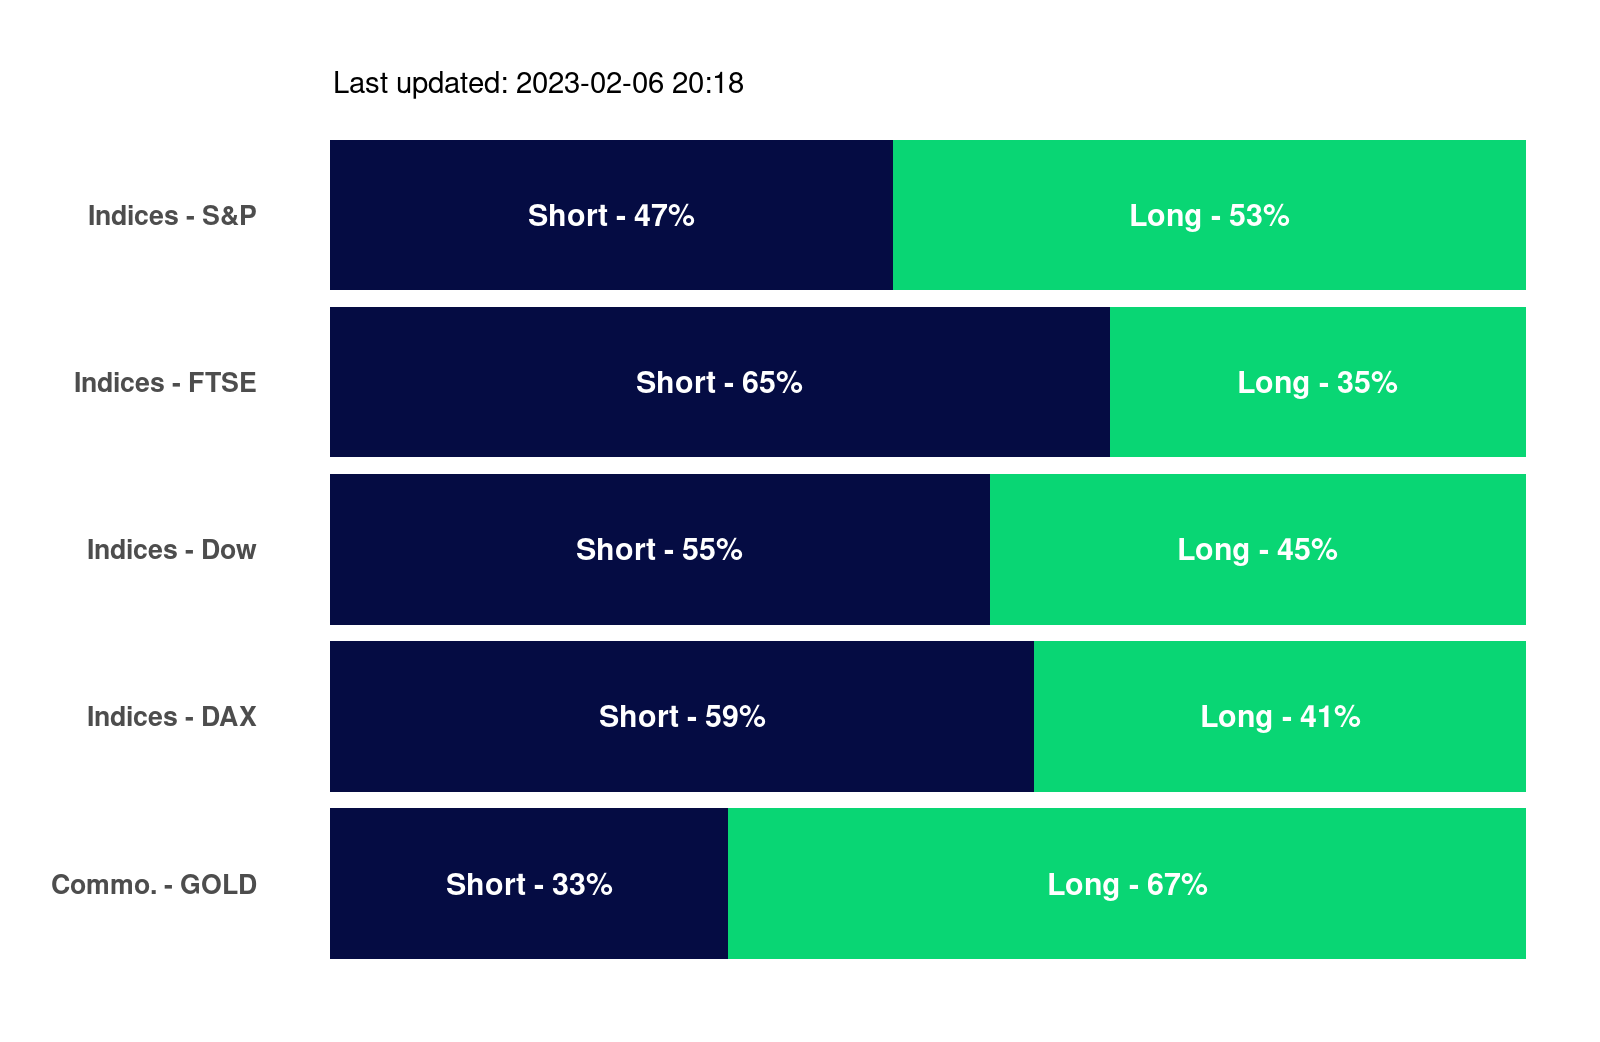 Last updated: 2023-02-06 20:18
Indices - S&P Short - 47% Long - 53%
Indices - FTSE Short - 65% Long - 35%
Indices - Dow Short - 55% Long - 45%
Indices - DAX Short - 59% Long - 41%
Commo. - GOLD Short - 33% Long - 67%